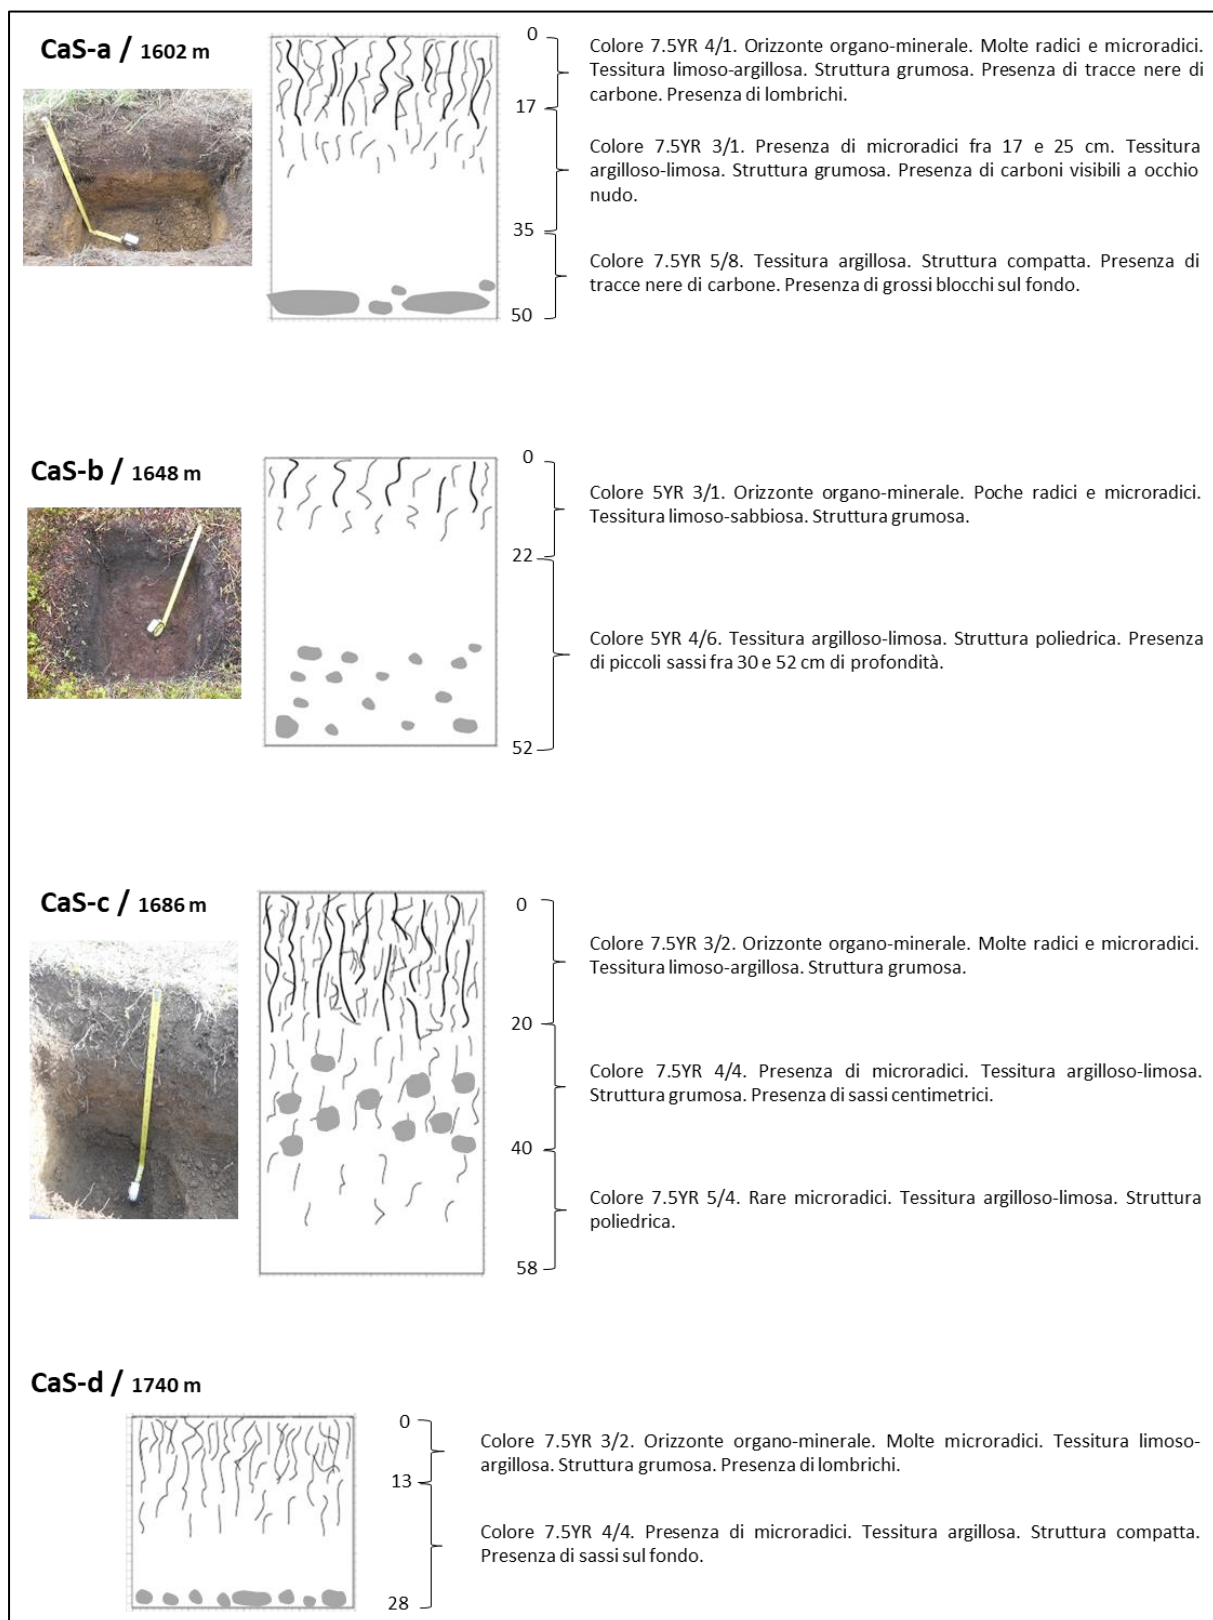 CaS-a / 1602 m
0
Colore 7.5YR 4/1. Orizzonte organo-minerale. Molte radici e microradici.
Tessitura limoso-argillosa. Struttura grumosa. Presenza di tracce nere di
carbone. Presenza di lombrichi.
17
Colore 7.5YR 3/1. Presenza di microradici fra 17 e 25 cm. Tessitura
argilloso-limosa. Struttura grumosa. Presenza di carboni visibili a occhio
nudo.
35
Colore 7.5YR 5/8. Tessitura argillosa. Struttura compatta. Presenza di
tracce nere di carbone. Presenza di grossi blocchi sul fondo.
50
CaS-b / 1648 m
0
Colore 5YR 3/1. Orizzonte organo-minerale. Poche radici e microradici.
Tessitura limoso-sabbiosa. Struttura grumosa.
22
Colore 5YR 4/6. Tessitura argilloso-limosa. Struttura poliedrica. Presenza
di piccoli sassi fra 30 e 52 cm di profondità.
52
CaS-c / 1686 m
0
Colore 7.5YR 3/2. Orizzonte organo-minerale. Molte radici e microradici.
Tessitura limoso-argillosa. Struttura grumosa.
20
Colore 7.5YR 4/4. Presenza di microradici. Tessitura argilloso-limosa.
Struttura grumosa. Presenza di sassi centimetrici.
40
Colore 7.5YR 5/4. Rare microradici. Tessitura argilloso-limosa. Struttura
poliedrica.
58
CaS-d / 1740 m
0
Colore 7.5YR 3/2. Orizzonte organo-minerale. Molte microradici. Tessitura limoso-
argillosa. Struttura grumosa. Presenza di lombrichi.
13
Colore 7.5YR 4/4. Presenza di microradici. Tessitura argillosa. Struttura compatta.
Presenza di sassi sul fondo.
28